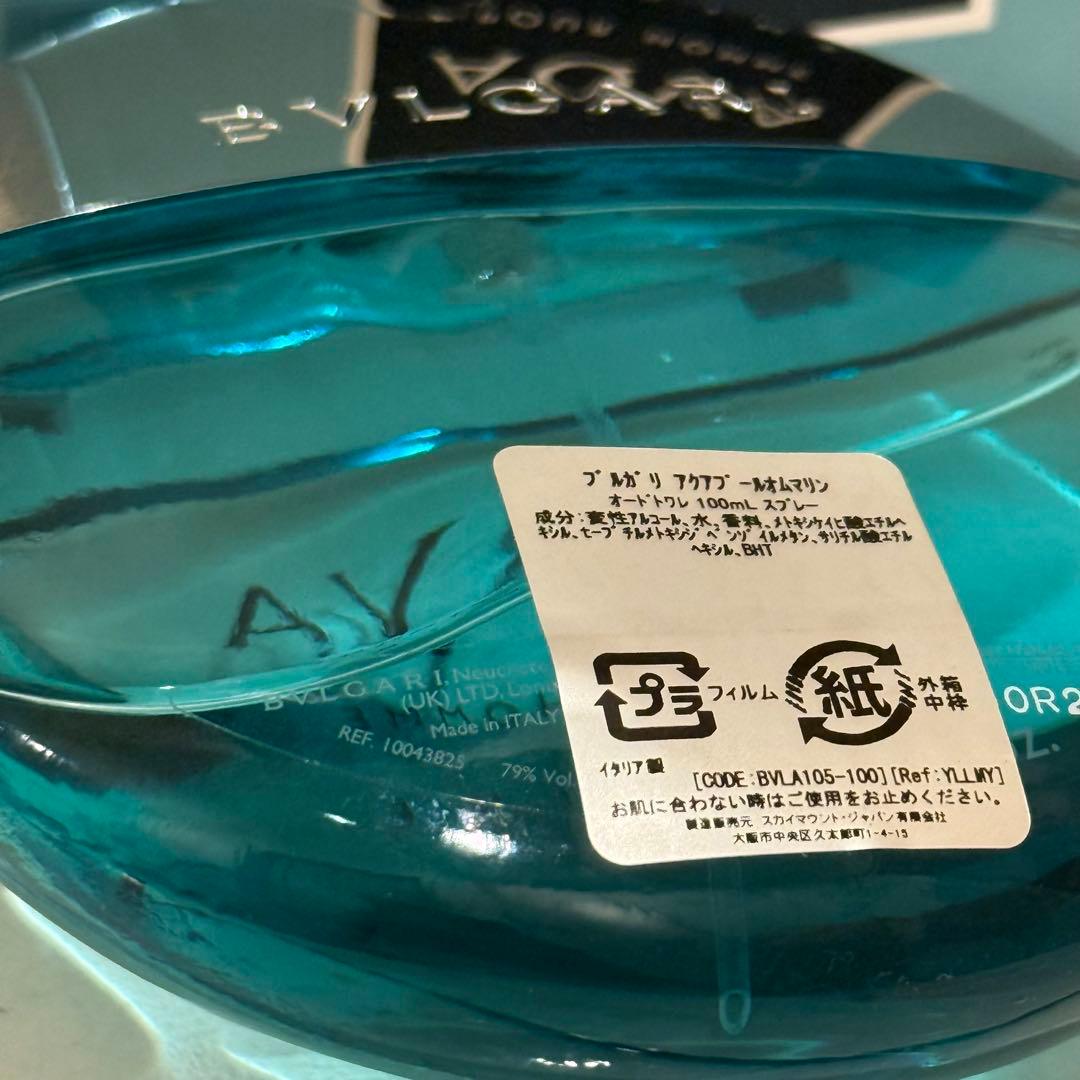 POUR HOMME
AQVA
BVLGARI
ブルガリ アクアプールオムマリン
オードトワレ 100mL スプレー
成分:変性アルコール、水、香料、メトキシケイヒ酸エチルヘ
キシル、t-ブチルメトキシジベンゾイルメタン、サリチル酸エチル
ヘキシル、BHT
プラ フィルム 紙 外箱
中枠
イタリア製
[CODE:BVLA105-100][Ref:YLLMY]
お肌に合わない時はご使用をお止めください。
製造販売元 スカイマウント・ジャパン有限会社
大阪市中央区久太郎町1-4-15
BVLGARI,
(UK) LTD,
Made in ITALY
REF. 10043825
79% Vol.